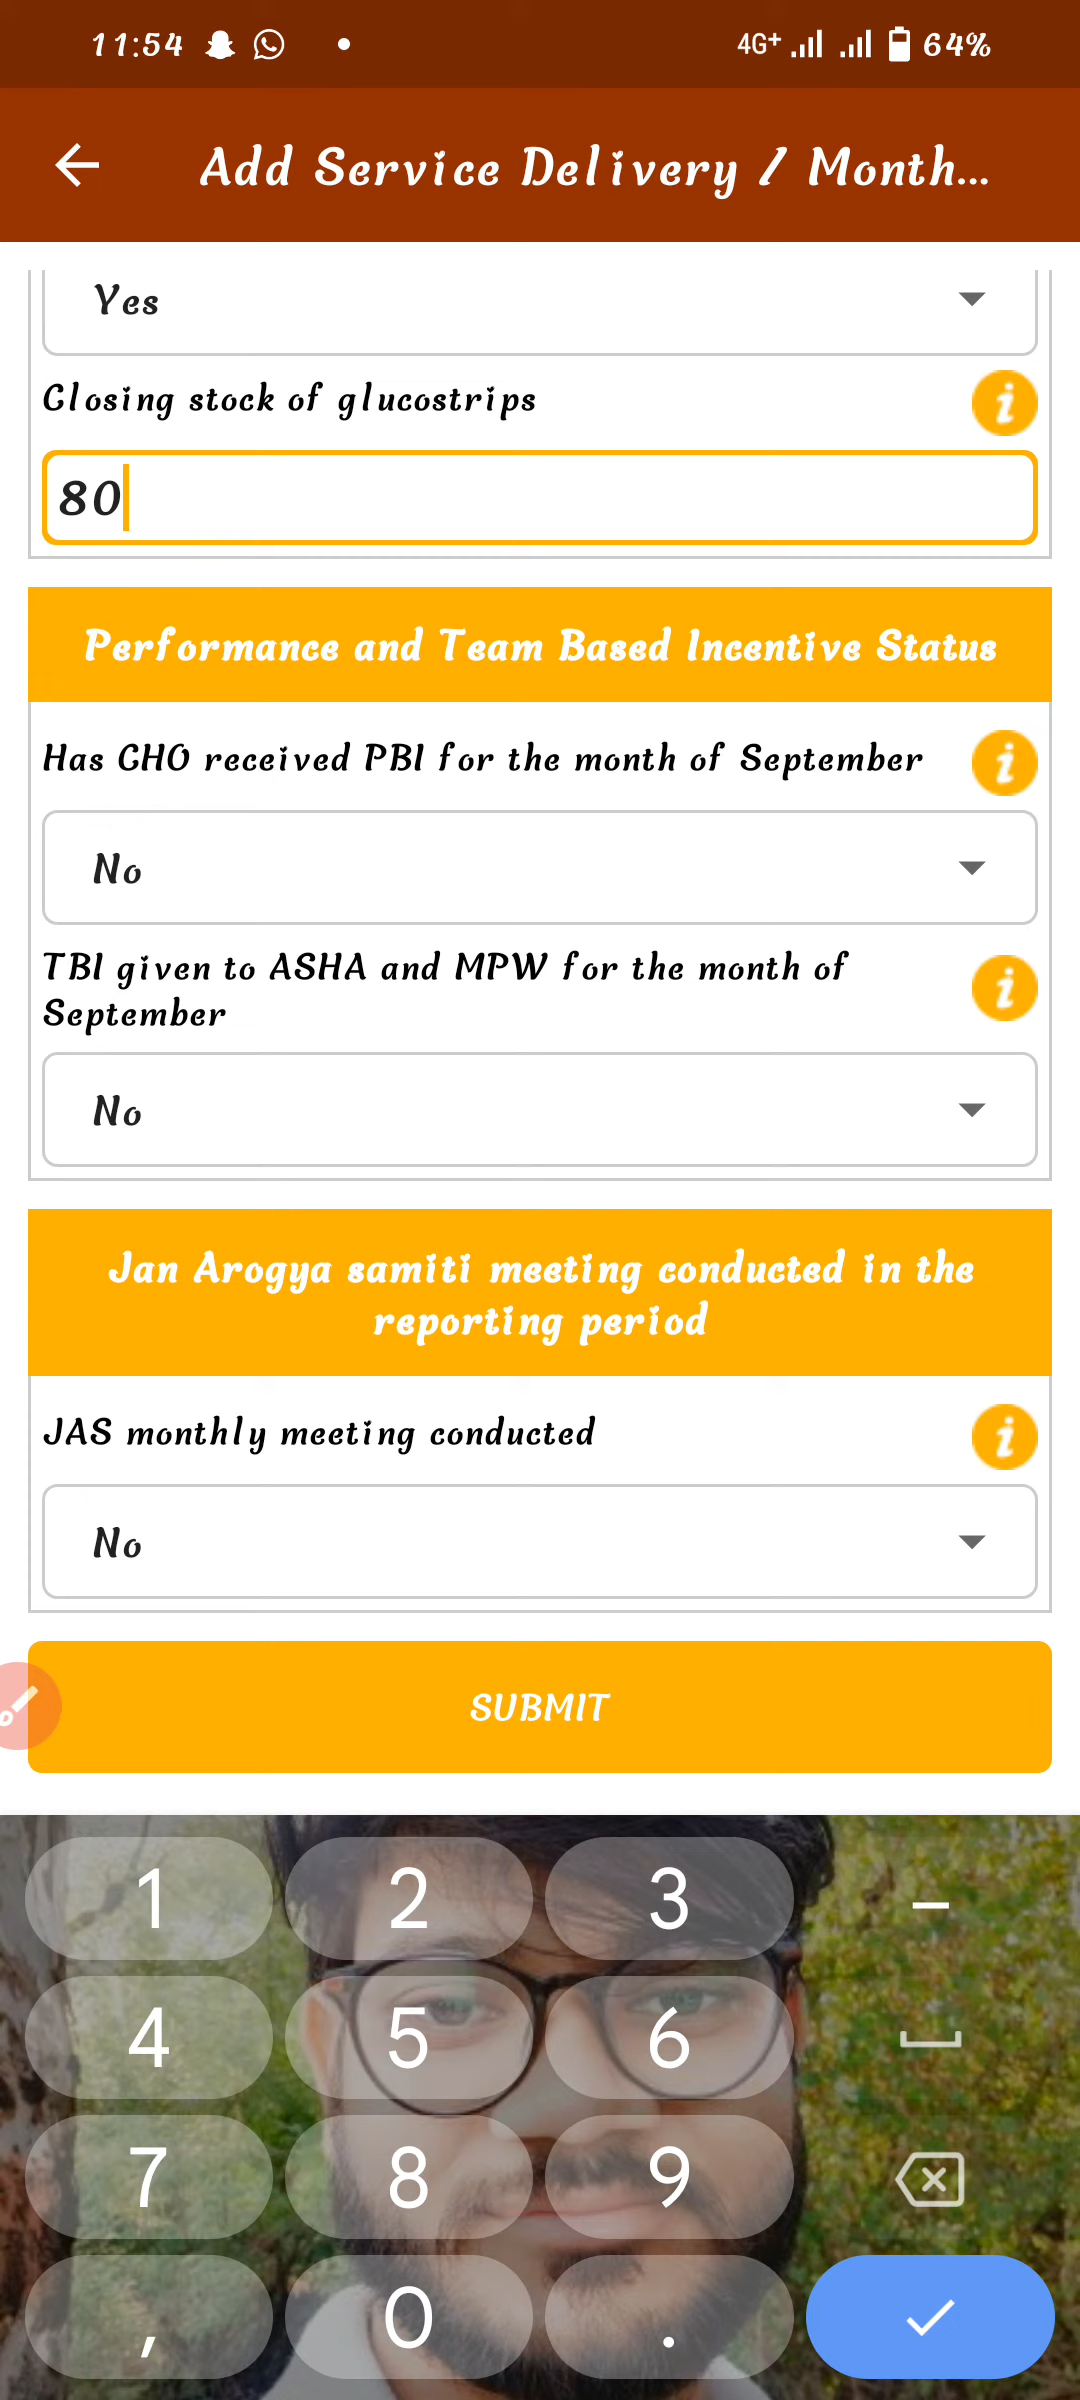 11:54
4G+
64%
Add Service Delivery / Month...
Yes
Closing stock of glucostrips
i
80
Performance and Team Based Incentive Status
Has CHO received PBI for the month of September
i
No
TBI given to ASHA and MPW for the month of
September
i
No
Jan Arogya samiti meeting conducted in the
reporting period
JAS monthly meeting conducted
i
No
SUBMIT
1 2 3 -
4 5 6
7 8 9
, 0 .